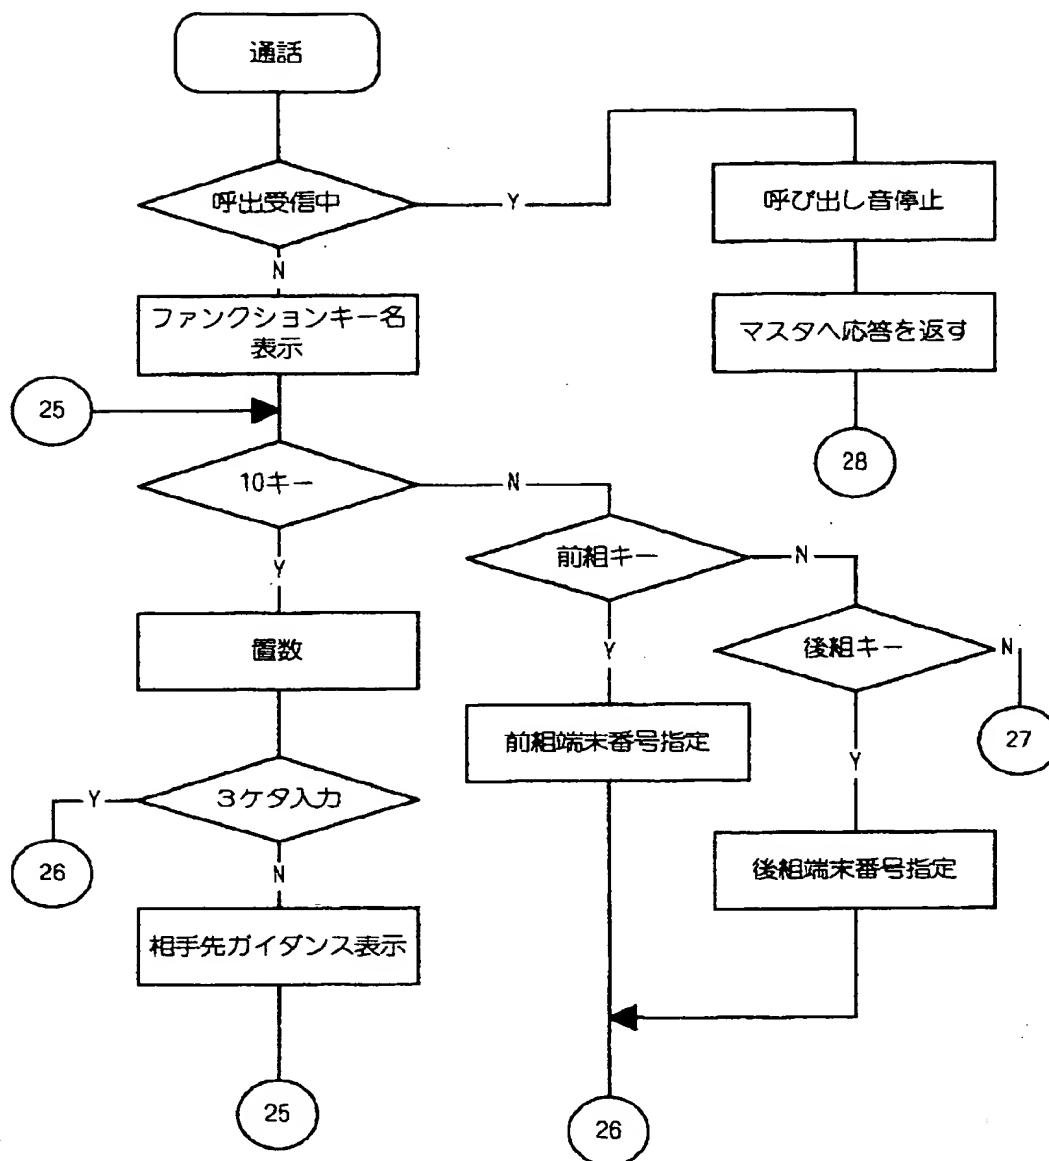 通話
呼出受信中
Y
呼び出し音停止
N
ファンクションキー名
表示
マスタへ応答を返す
25
28
10キー
N
前組キー
N
Y
置数
Y
後組キー
N
前組端末番号指定
27
Y
3ケタ入力
Y
26
N
後組端末番号指定
相手先ガイダンス表示
25
26